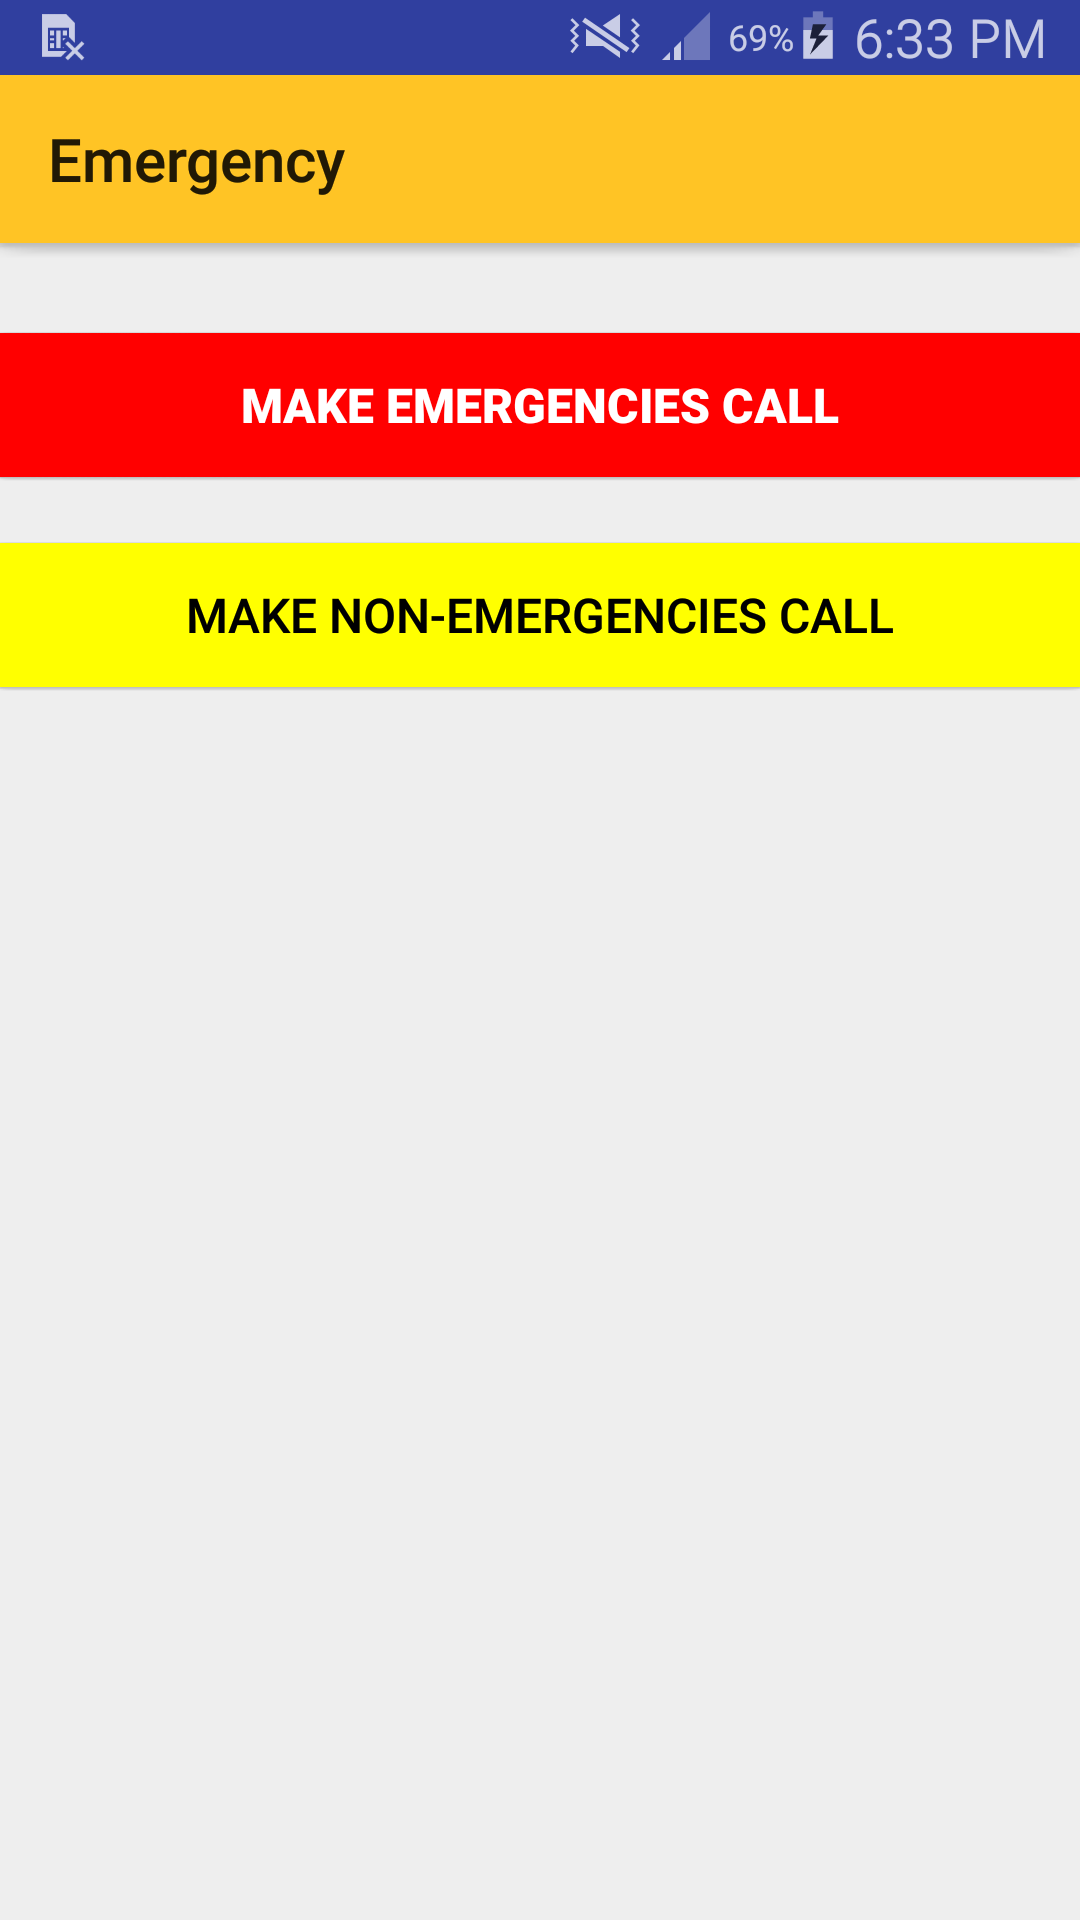 69% 6:33 PM
Emergency
MAKE EMERGENCIES CALL
MAKE NON-EMERGENCIES CALL